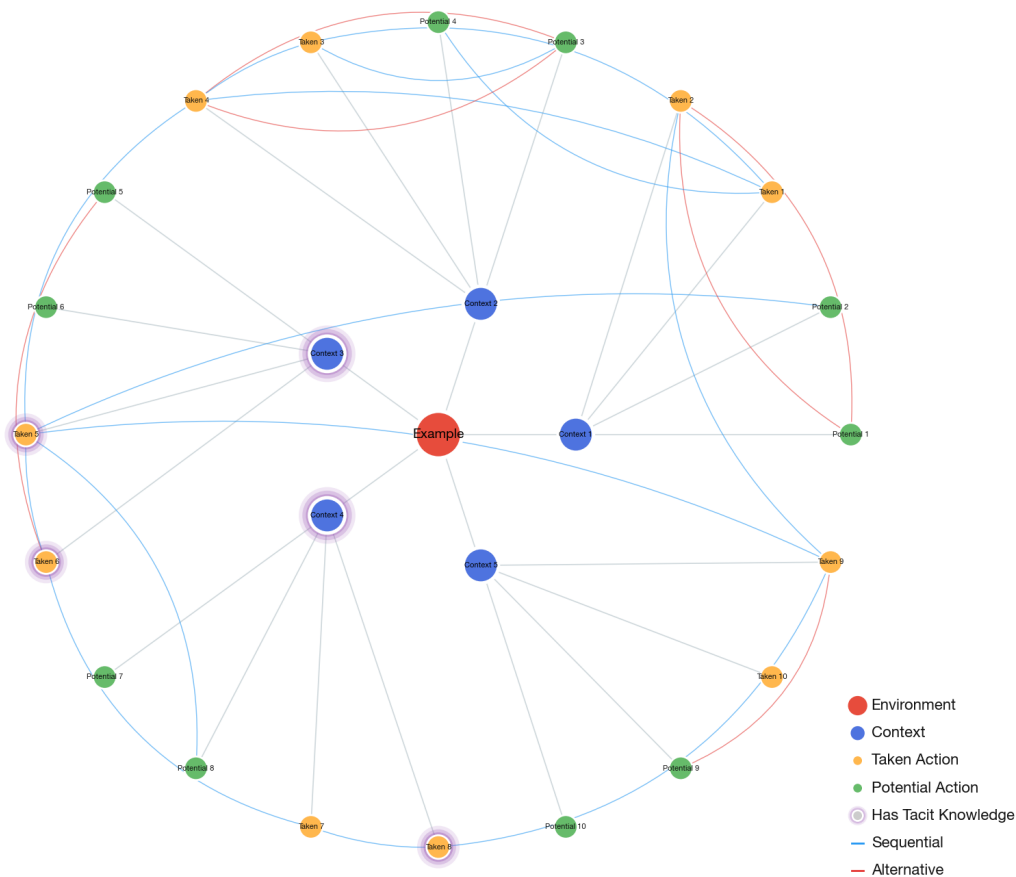 Potential 4
Taken 3
Potential 3
Taken 4
Taken 2
Potential 5
Taken 1
Context 2
Potential 6
Potential 2
Context 3
Taken 5
Example
Context 1
Potential 1
Context 4
Taken 6
Context 5
Taken 9
Potential 7
Taken 10
Potential 8
Potential 9
Taken 7
Potential 10
Taken 8
Environment
Context
Taken Action
Potential Action
Has Tacit Knowledge
Sequential
Alternative